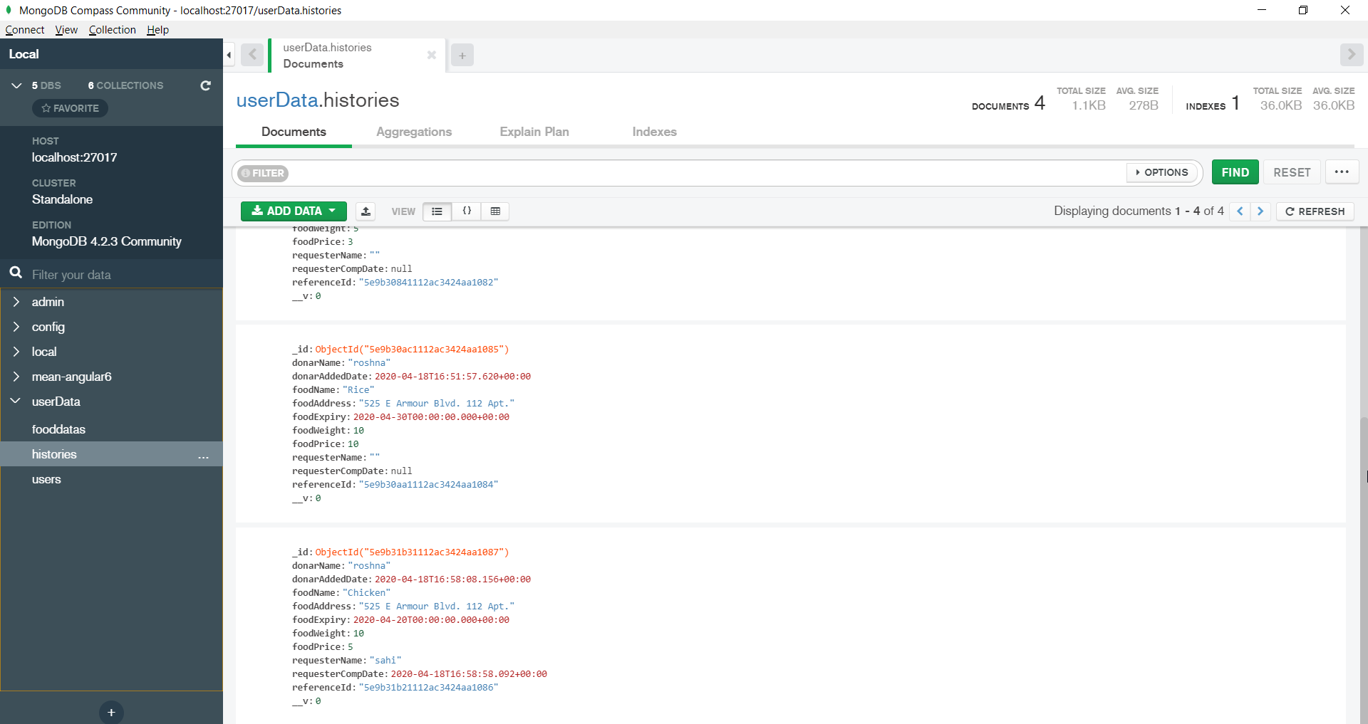 MongoDB Compass Community - localhost:27017/userData.histories
Connect View Collection Help
Local
userData.histories
Documents
5 DBS 6 COLLECTIONS
FAVORITE
HOST
localhost:27017
CLUSTER
Standalone
EDITION
MongoDB 4.2.3 Community
Filter your data
admin
config
local
mean-angular6
userData
fooddatas
histories ...
users
+
userData.histories
DOCUMENTS 4 TOTAL SIZE 1.1KB AVG. SIZE 278B INDEXES 1 TOTAL SIZE 36.0KB AVG. SIZE 36.0KB
Documents Aggregations Explain Plan Indexes
FILTER OPTIONS FIND RESET ...
ADD DATA VIEW {} Displaying documents 1 - 4 of 4 REFRESH
foodWeight: 5
foodPrice: 3
requesterName: ""
requesterCompDate: null
referenceId: "5e9b30841112ac3424aa1082"
__v: 0
_id: ObjectId("5e9b30ac1112ac3424aa1085")
donarName: "roshna"
donarAddedDate: 2020-04-18T16:51:57.620+00:00
foodName: "Rice"
foodAddress: "525 E Armour Blvd. 112 Apt."
foodExpiry: 2020-04-30T00:00:00.000+00:00
foodWeight: 10
foodPrice: 10
requesterName: ""
requesterCompDate: null
referenceId: "5e9b30aa1112ac3424aa1084"
__v: 0
_id: ObjectId("5e9b31b31112ac3424aa1087")
donarName: "roshna"
donarAddedDate: 2020-04-18T16:58:08.156+00:00
foodName: "Chicken"
foodAddress: "525 E Armour Blvd. 112 Apt."
foodExpiry: 2020-04-20T00:00:00.000+00:00
foodWeight: 10
foodPrice: 5
requesterName: "sahi"
requesterCompDate: 2020-04-18T16:58:58.092+00:00
referenceId: "5e9b31b21112ac3424aa1086"
__v: 0